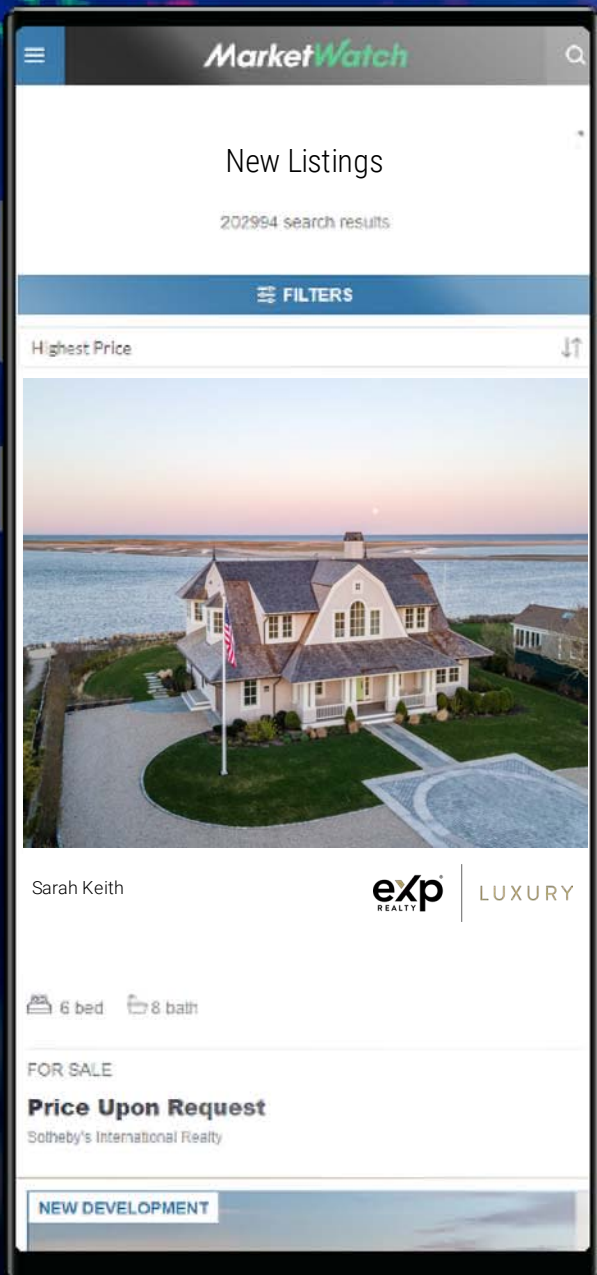 MarketWatch
New Listings
202994 search results
FILTERS
Highest Price
Sarah Keith
eXp
REALTY
LUXURY
6 bed 8 bath
FOR SALE
Price Upon Request
Sotheby's International Realty
NEW DEVELOPMENT